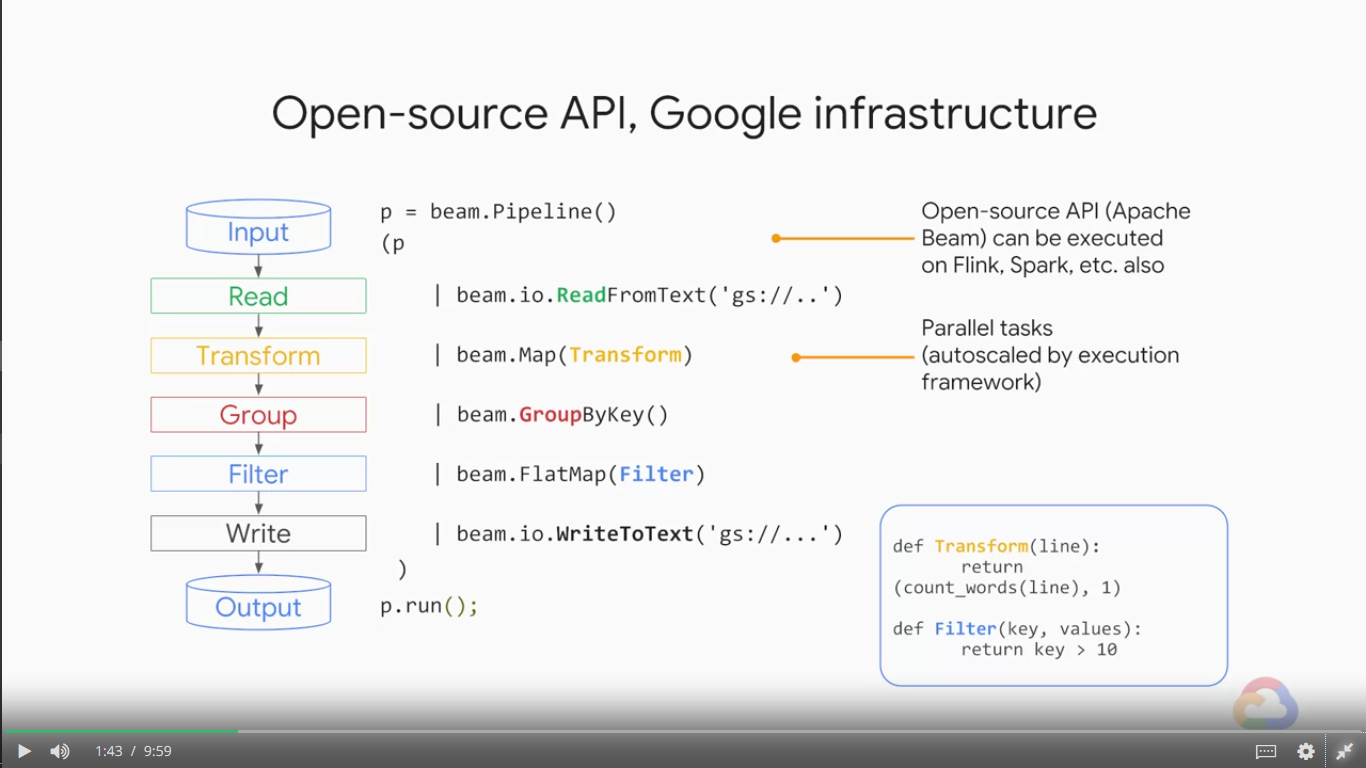 Open-source API, Google infrastructure
Input
Read
Transform
Group
Filter
Write
Output
p = beam.Pipeline()
(p
| beam.io.ReadFromText('gs://..')
| beam.Map(Transform)
| beam.GroupByKey()
| beam.FlatMap(Filter)
| beam.io.WriteToText('gs://...')
)
p.run();
Open-source API (Apache
Beam) can be executed
on Flink, Spark, etc. also
Parallel tasks
(autoscaled by execution
framework)
def Transform(line):
return
(count_words(line), 1)
def Filter(key, values):
return key > 10
1:43 / 9:59